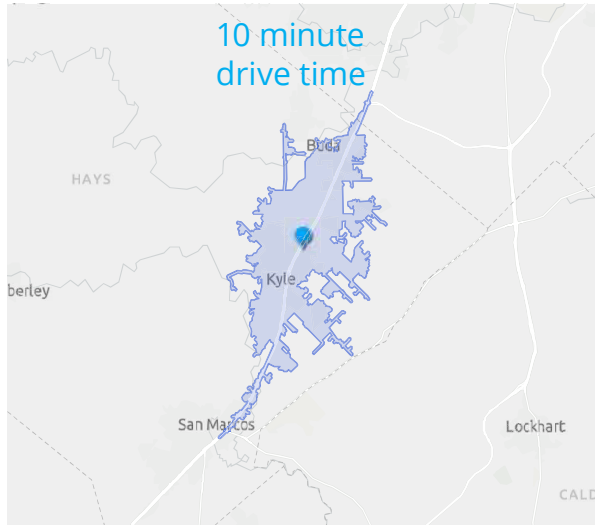 10 minute
drive time
Buda
HAYS
Kyle
berley
San Marcos
Lockhart
CALD